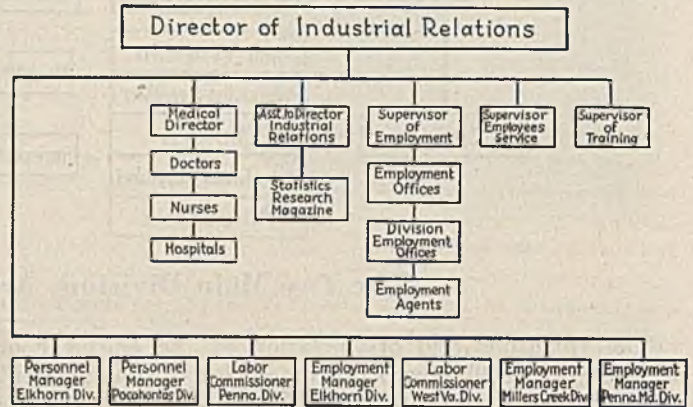 Director of Industrial Relations
Medical
Director
Doctors
Nurses
Hospitals
Asst. to Director
Industrial
Relations
Statistics
Research
Magazine
Supervisor
of
Employment
Employment
Offices
Division
Employment
Offices
Employment
Agents
Supervisor
Employees
Service
Supervisor
of
Training
Personnel
Manager
Elkhorn Div.
Personnel
Manager
Pocahontas Div.
Labor
Commissioner
Penna. Div.
Employment
Manager
Elkhorn Div.
Labor
Commissioner
West Va. Div.
Employment
Manager
Millers Creek Div.
Employment
Manager
Penna. Md. Div.